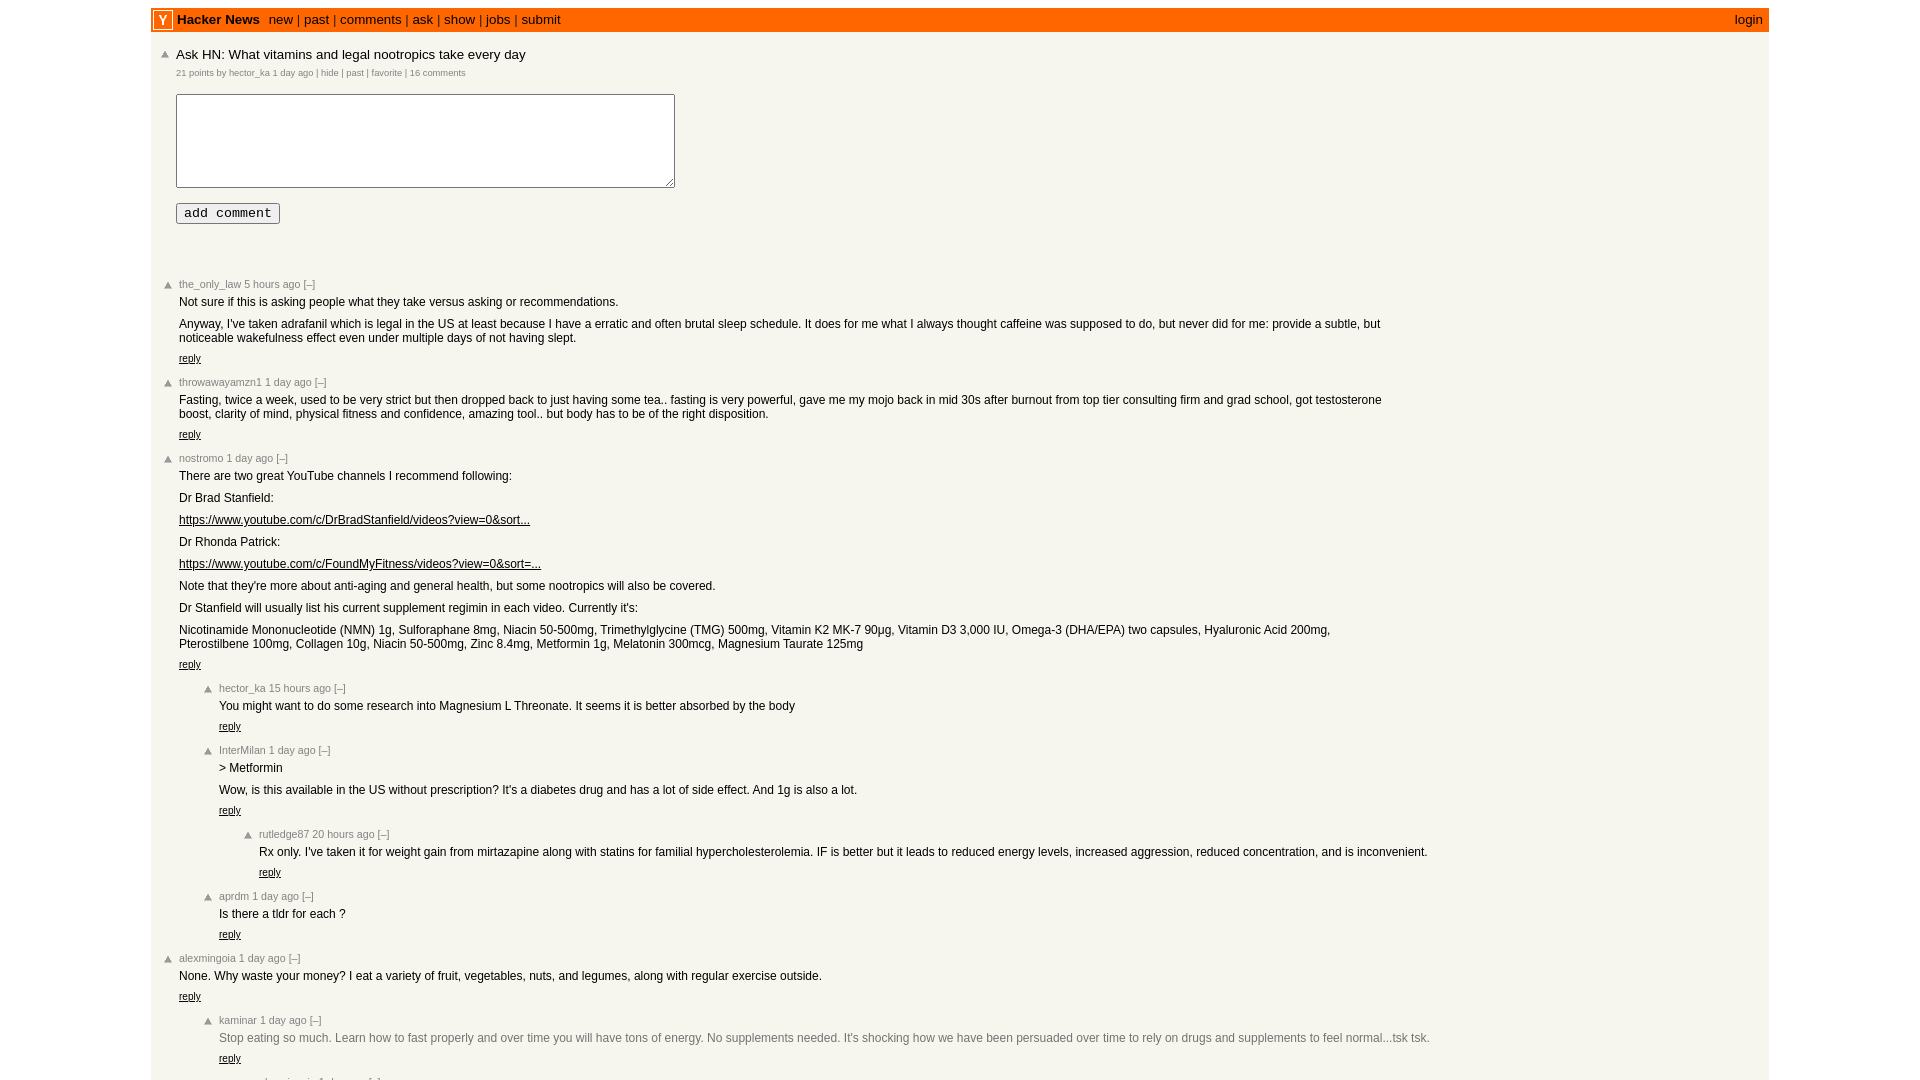 Y Hacker News new | past | comments | ask | show | jobs | submit login
Ask HN: What vitamins and legal nootropics take every day
21 points by hector_ka 1 day ago | hide | past | favorite | 16 comments
add comment
the_only_law 5 hours ago [–]
Not sure if this is asking people what they take versus asking or recommendations.
Anyway, I've taken adrafanil which is legal in the US at least because I have a erratic and often brutal sleep schedule. It does for me what I always thought caffeine was supposed to do, but never did for me: provide a subtle, but
noticeable wakefulness effect even under multiple days of not having slept.
reply
throwawayamzn1 1 day ago [–]
Fasting, twice a week, used to be very strict but then dropped back to just having some tea.. fasting is very powerful, gave me my mojo back in mid 30s after burnout from top tier consulting firm and grad school, got testosterone
boost, clarity of mind, physical fitness and confidence, amazing tool.. but body has to be of the right disposition.
reply
nostromo 1 day ago [–]
There are two great YouTube channels I recommend following:
Dr Brad Stanfield:
https://www.youtube.com/c/DrBradStanfield/videos?view=0&sort...
Dr Rhonda Patrick:
https://www.youtube.com/c/FoundMyFitness/videos?view=0&sort=...
Note that they're more about anti-aging and general health, but some nootropics will also be covered.
Dr Stanfield will usually list his current supplement regimin in each video. Currently it's:
Nicotinamide Mononucleotide (NMN) 1g, Sulforaphane 8mg, Niacin 50-500mg, Trimethylglycine (TMG) 500mg, Vitamin K2 MK-7 90μg, Vitamin D3 3,000 IU, Omega-3 (DHA/EPA) two capsules, Hyaluronic Acid 200mg,
Pterostilbene 100mg, Collagen 10g, Niacin 50-500mg, Zinc 8.4mg, Metformin 1g, Melatonin 300mcg, Magnesium Taurate 125mg
reply
hector_ka 15 hours ago [–]
You might want to do some research into Magnesium L Threonate. It seems it is better absorbed by the body
reply
InterMilan 1 day ago [–]
> Metformin
Wow, is this available in the US without prescription? It's a diabetes drug and has a lot of side effect. And 1g is also a lot.
reply
rutledge87 20 hours ago [–]
Rx only. I've taken it for weight gain from mirtazapine along with statins for familial hypercholesterolemia. IF is better but it leads to reduced energy levels, increased aggression, reduced concentration, and is inconvenient.
reply
aprdm 1 day ago [–]
Is there a tldr for each ?
reply
alexmingoia 1 day ago [–]
None. Why waste your money? I eat a variety of fruit, vegetables, nuts, and legumes, along with regular exercise outside.
reply
kaminar 1 day ago [–]
Stop eating so much. Learn how to fast properly and over time you will have tons of energy. No supplements needed. It's shocking how we have been persuaded over time to rely on drugs and supplements to feel normal...tsk tsk.
reply